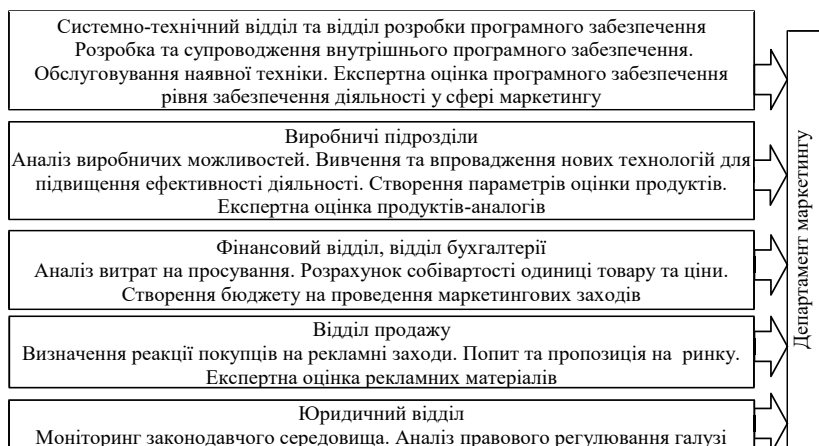 Системно-технічний відділ та відділ розробки програмного забезпечення
Розробка та супроводження внутрішнього програмного забезпечення.
Обслуговування наявної техніки. Експертна оцінка програмного забезпечення
рівня забезпечення діяльності у сфері маркетингу
Виробничі підрозділи
Аналіз виробничих можливостей. Вивчення та впровадження нових технологій для
підвищення ефективності діяльності. Створення параметрів оцінки продуктів.
Експертна оцінка продуктів-аналогів
Фінансовий відділ, відділ бухгалтерії
Аналіз витрат на просування. Розрахунок собівартості одиниці товару та ціни.
Створення бюджету на проведення маркетингових заходів
Відділ продажу
Визначення реакції покупців на рекламні заходи. Попит та пропозиція на ринку.
Експертна оцінка рекламних матеріалів
Юридичний відділ
Моніторинг законодавчого середовища. Аналіз правового регулювання галузі
Департамент маркетингу